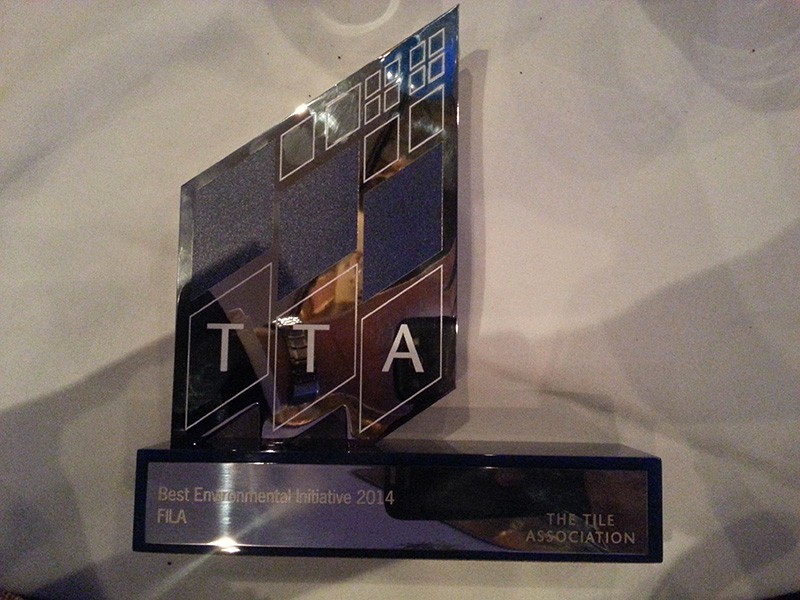 T T A
Best Environmental Initiative 2014
FILA
THE TILE
ASSOCIATION